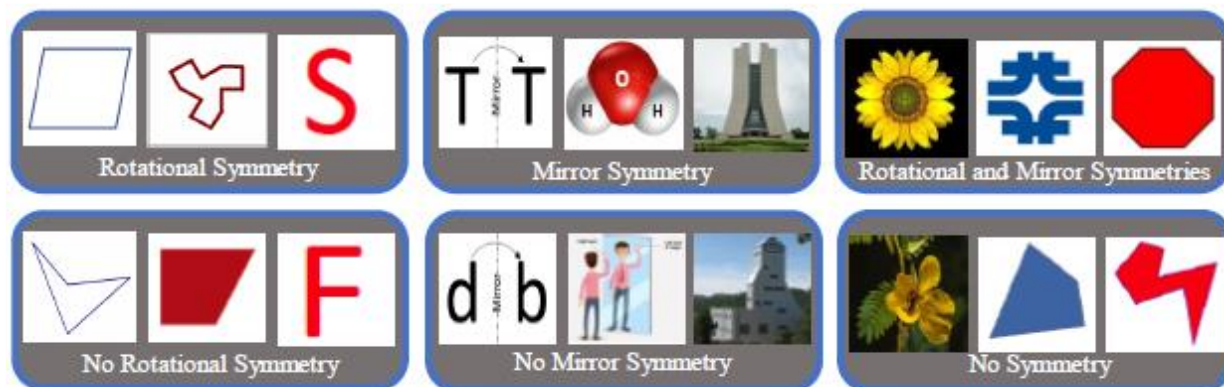 S
T Mirror T
O
H H
Rotational Symmetry
Mirror Symmetry
Rotational and Mirror Symmetries
F
d Mirror b
No Rotational Symmetry
No Mirror Symmetry
No Symmetry